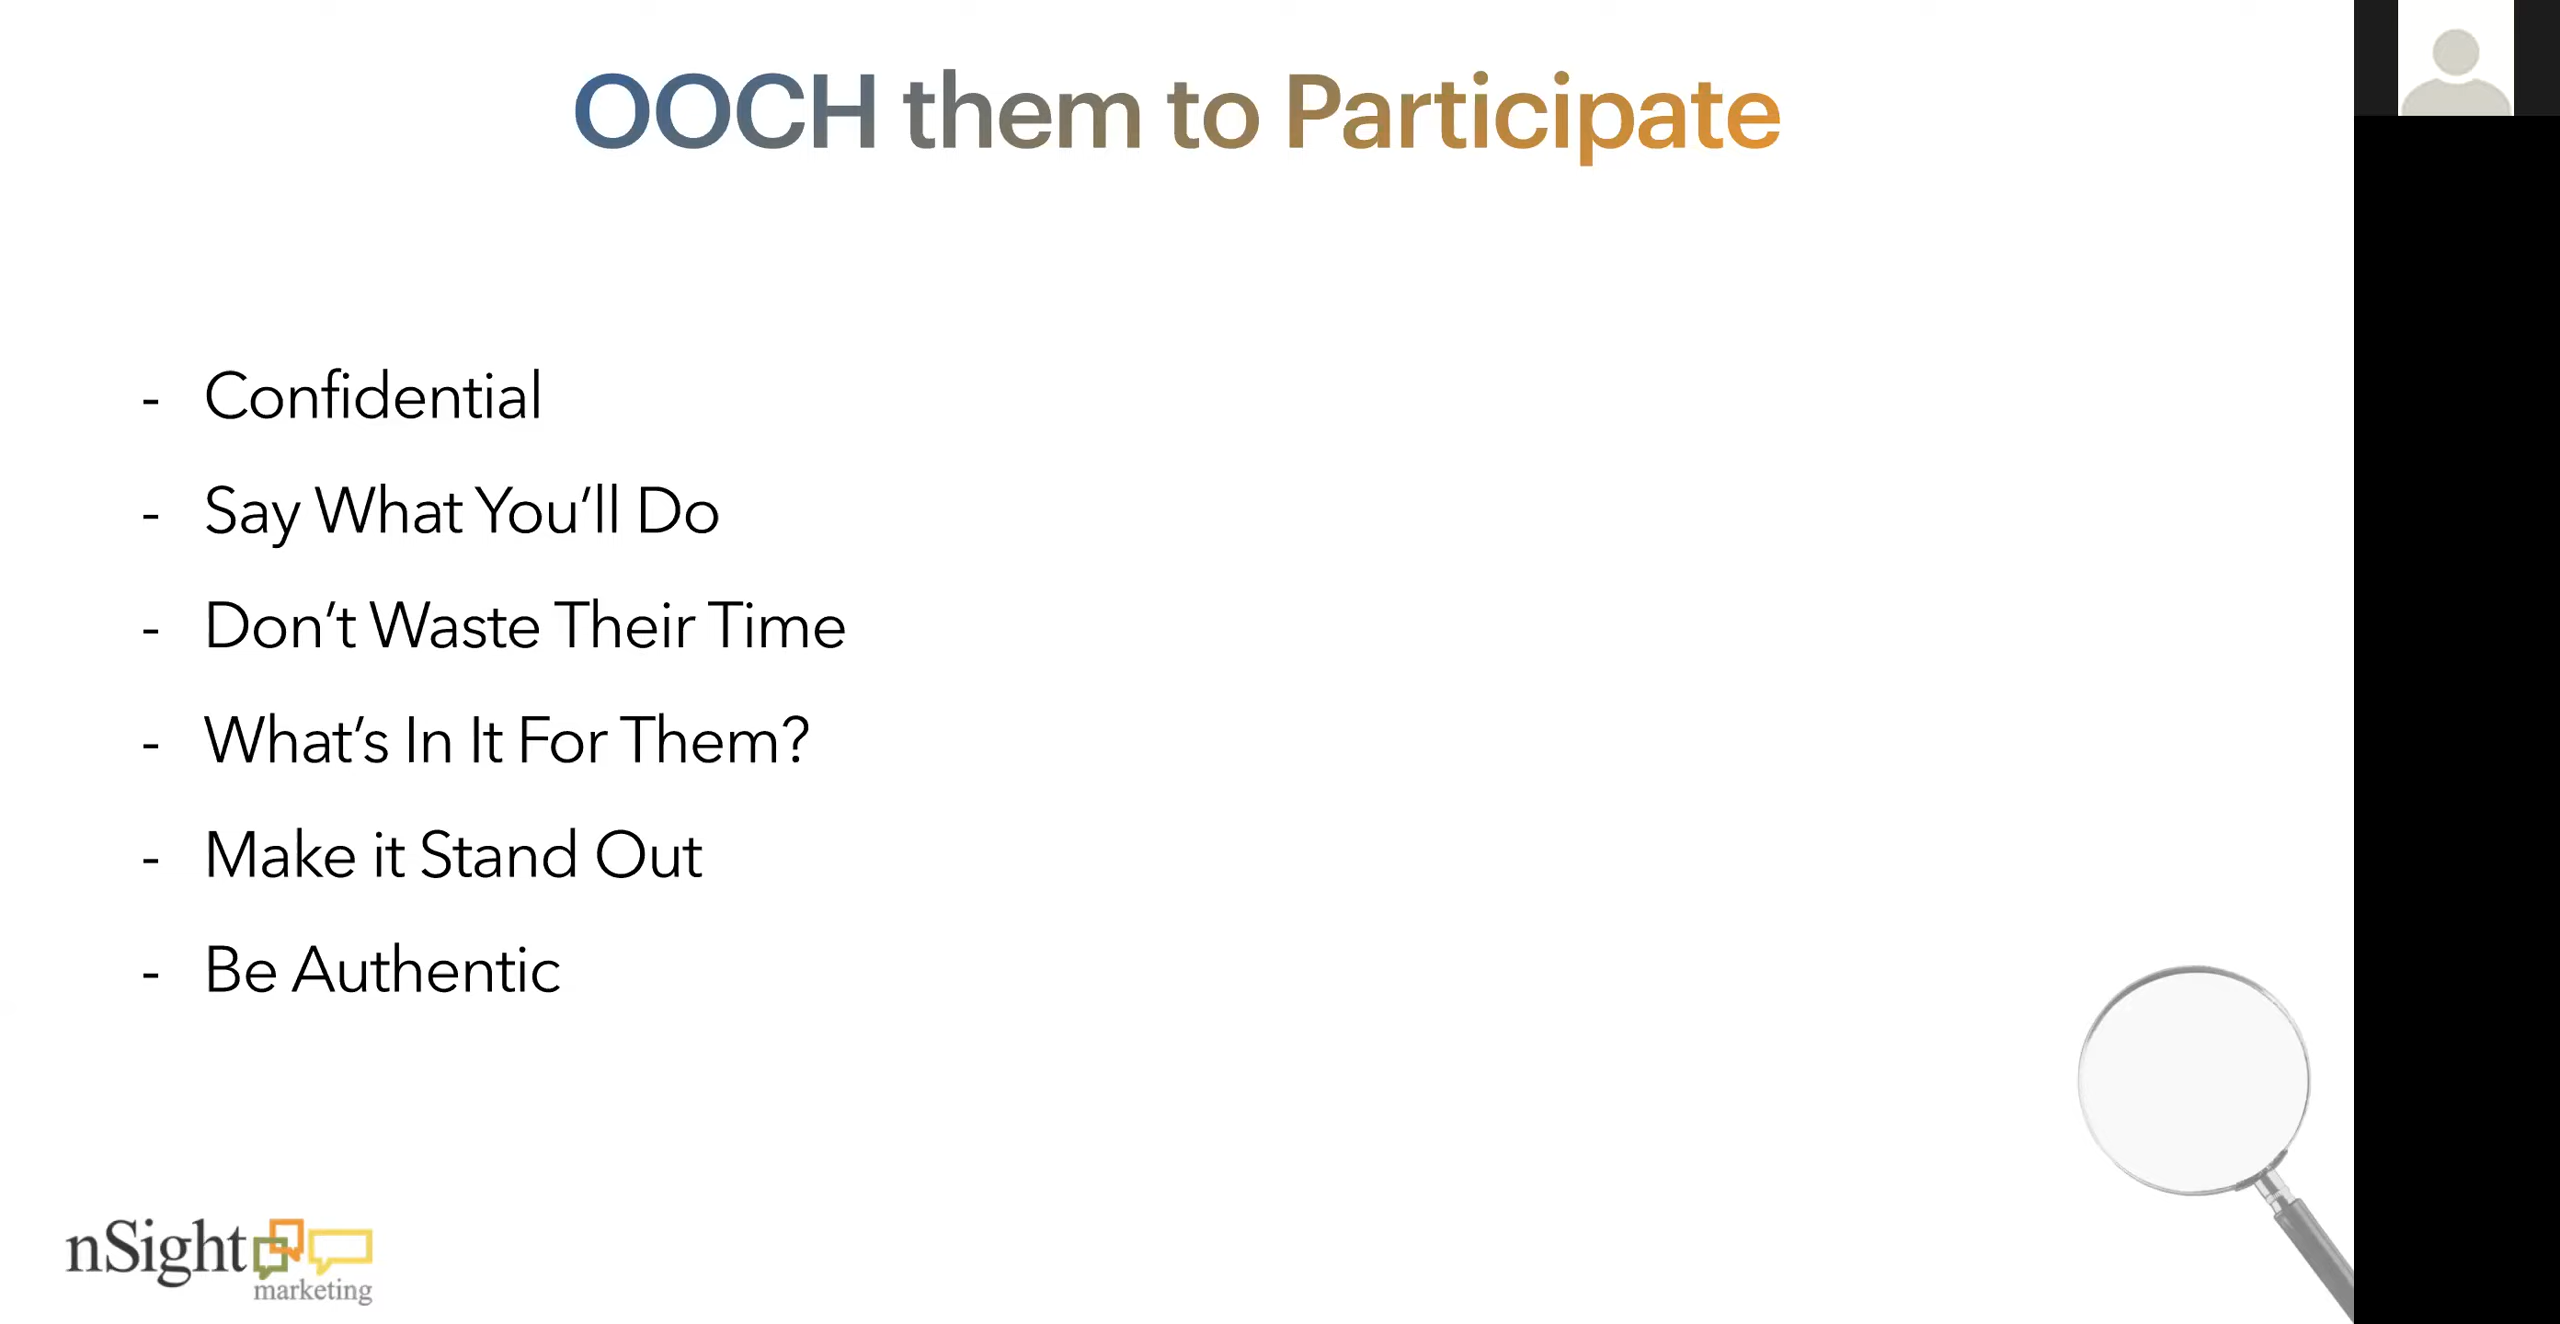 OOCH them to Participate
- Confidential
- Say What You’ll Do
- Don’t Waste Their Time
- What’s In It For Them?
- Make it Stand Out
- Be Authentic
nSight
marketing